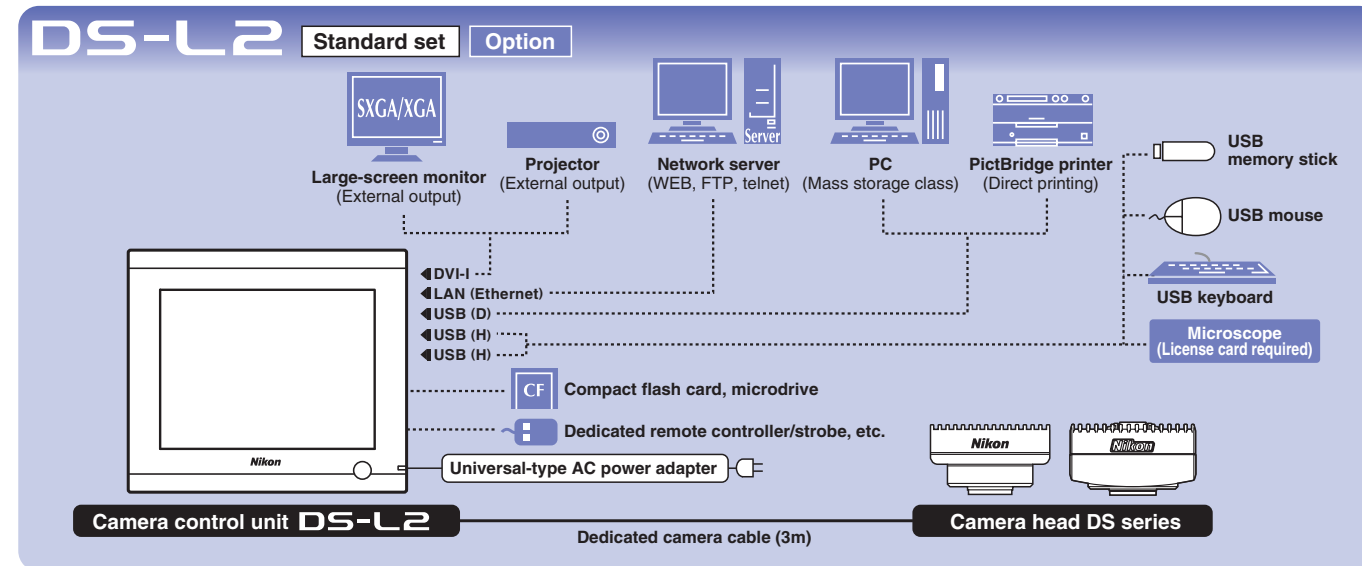 DS-L2 Standard set Option
SXGA/XGA
Large-screen monitor
(External output)
Projector
(External output)
Server
Network server
(WEB, FTP, telnet)
PC
(Mass storage class)
PictBridge printer
(Direct printing)
USB
memory stick
USB mouse
USB keyboard
Microscope
(License card required)
DVI-I
LAN (Ethernet)
USB (D)
USB (H)
USB (H)
CF Compact flash card, microdrive
Dedicated remote controller/strobe, etc.
Universal-type AC power adapter
Nikon
Nikon
Nikon
Camera control unit DS-L2
Dedicated camera cable (3m)
Camera head DS series